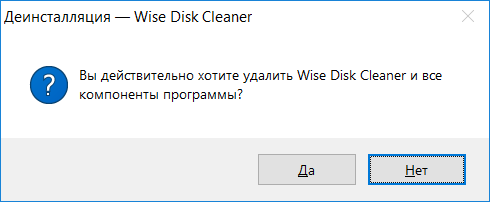 Деинсталляция — Wise Disk Cleaner
Вы действительно хотите удалить Wise Disk Cleaner и все
компоненты программы?
Да
Нет